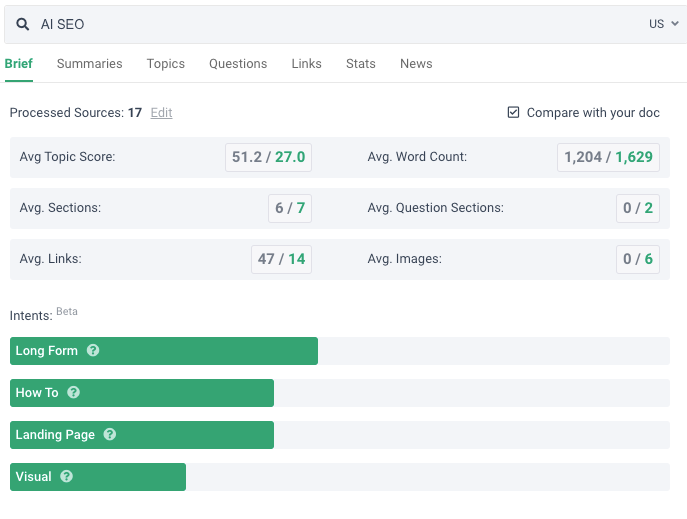 AI SEO US
Brief Summaries Topics Questions Links Stats News
Processed Sources: 17 Edit Compare with your doc
Avg Topic Score: 51.2 / 27.0 Avg. Word Count: 1,204 / 1,629
Avg. Sections: 6 / 7 Avg. Question Sections: 0 / 2
Avg. Links: 47 / 14 Avg. Images: 0 / 6
Intents: Beta
Long Form ?
How To ?
Landing Page ?
Visual ?